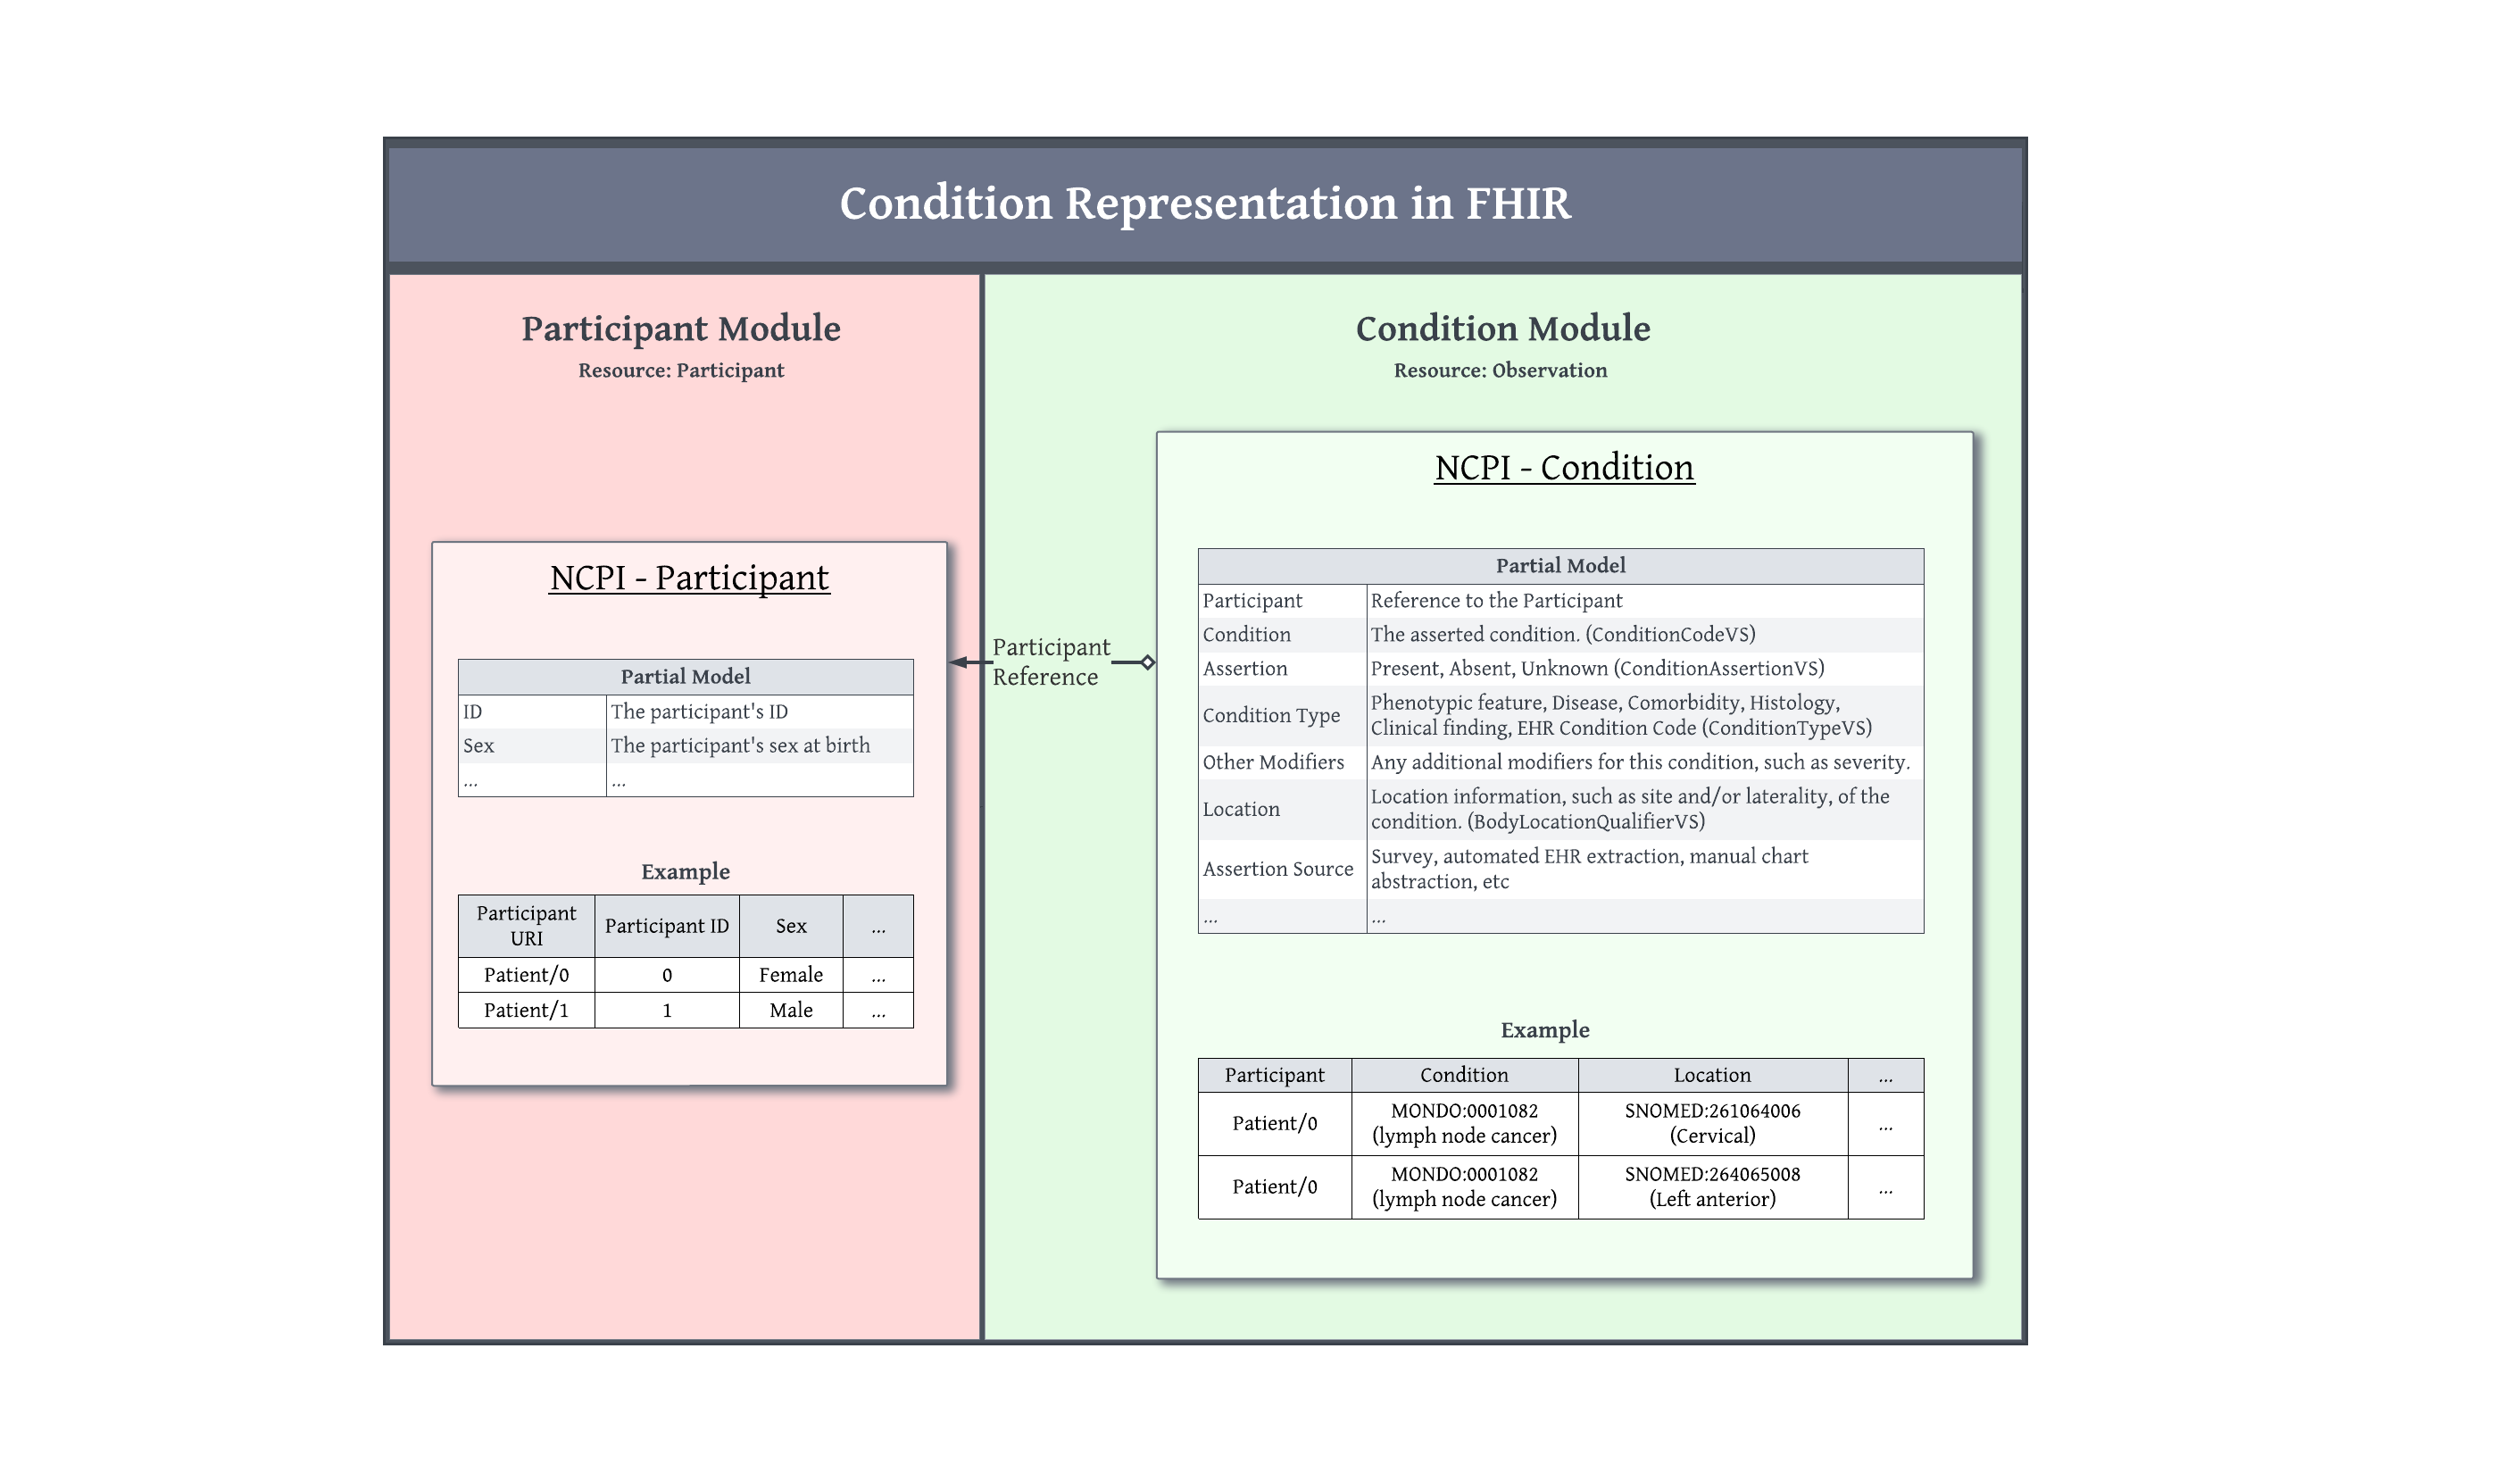 Condition Representation in FHIR
Participant Module
Resource: Participant
NCPI - Participant
Partial Model
ID The participant's ID
Sex The participant's sex at birth
... ...
Example
Participant
URI
Participant ID Sex ...
Patient/0 0 Female ...
Patient/1 1 Male ...
Participant
Reference
Condition Module
Resource: Observation
NCPI - Condition
Partial Model
Participant Reference to the Participant
Condition The asserted condition. (ConditionCodeVS)
Assertion Present, Absent, Unknown (ConditionAssertionVS)
Condition Type
Phenotypic feature, Disease, Comorbidity, Histology,
Clinical finding, EHR Condition Code (ConditionTypeVS)
Other Modifiers Any additional modifiers for this condition, such as severity.
Location
Location information, such as site and/or laterality, of the
condition. (BodyLocationQualifierVS)
Assertion Source
Survey, automated EHR extraction, manual chart
abstraction, etc
... ...
Example
Participant Condition Location ...
Patient/0
MONDO:0001082
(lymph node cancer)
SNOMED:261064006
(Cervical)
...
Patient/0
MONDO:0001082
(lymph node cancer)
SNOMED:264065008
(Left anterior)
...